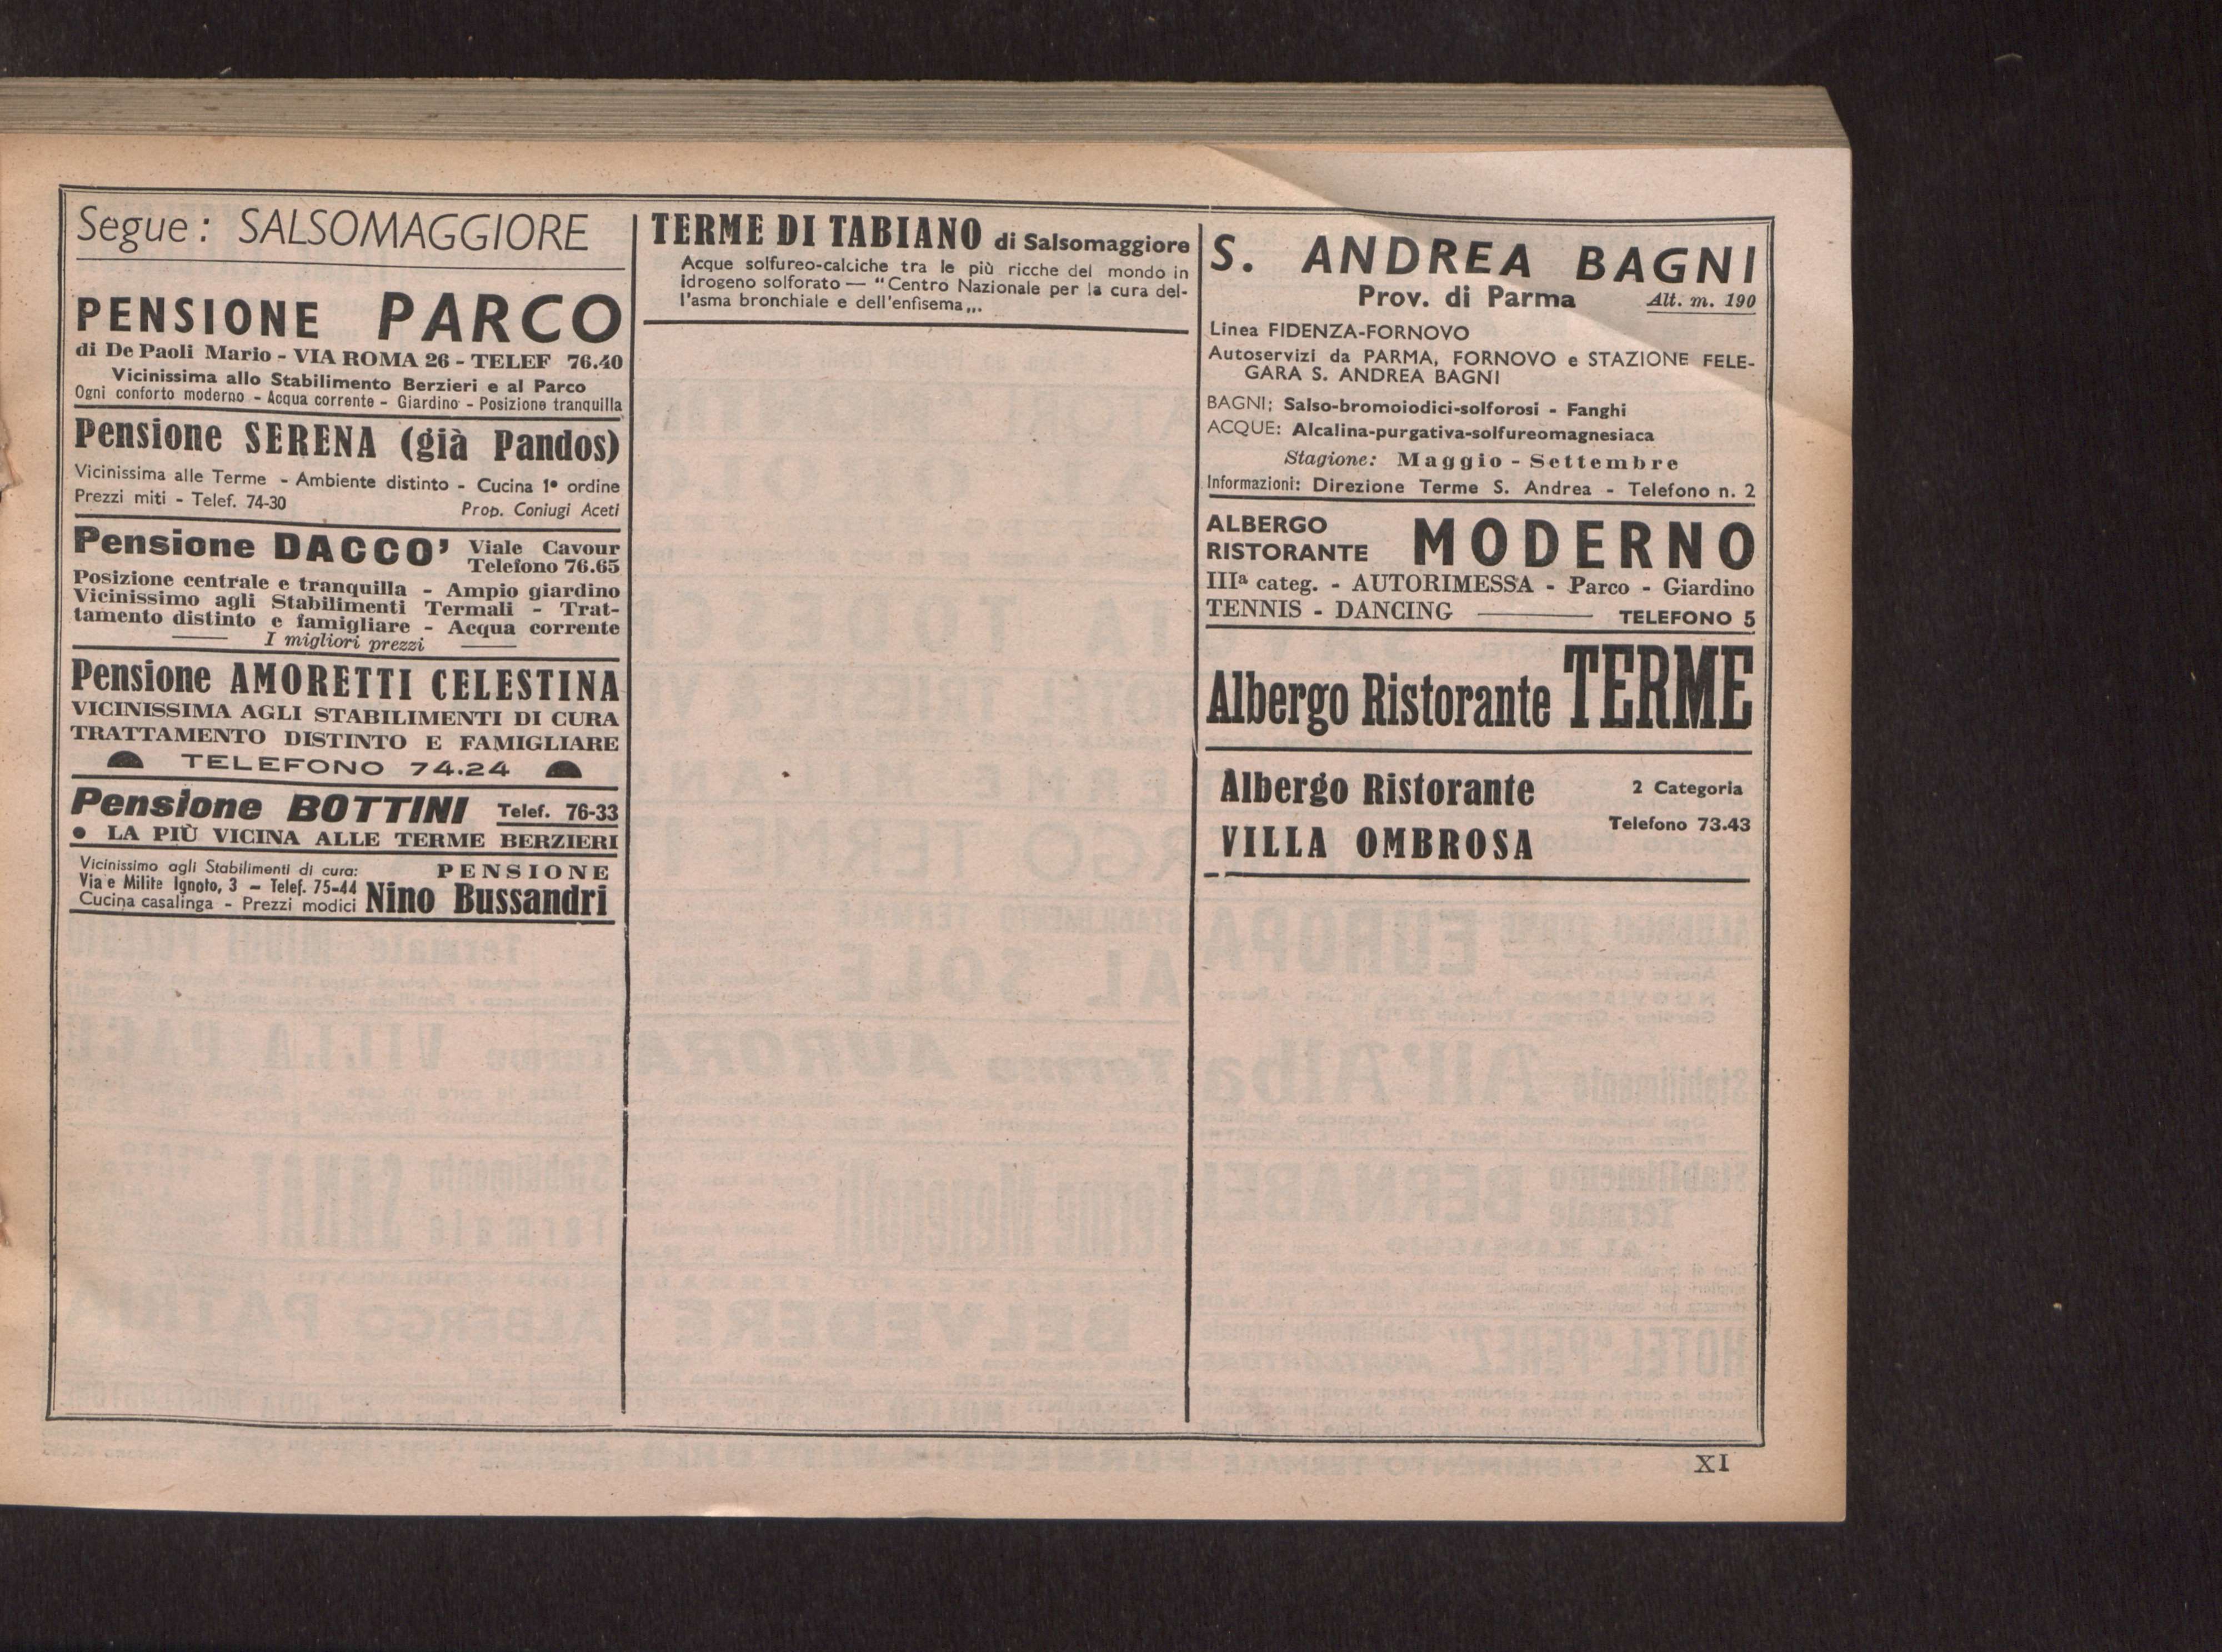 Segue: SALSOMAGGIORE
PENSIONE PARCO
di De Paoli Mario - VIA ROMA 26 - TELEF 76.40
Vicinissima allo Stabilimento Berzieri e al Parco
Ogni conforto moderno - Acqua corrente - Giardino - Posizione tranquilla
Pensione SERENA (già Pandos)
Vicinissima alle Terme - Ambiente distinto - Cucina 1° ordine
Prezzi miti - Telef. 74-30 Prop. Coniugi Aceti
Pensione DACCO' Viale Cavour
Telefono 76.65
Posizione centrale e tranquilla - Ampio giardino
Vicinissimo agli Stabilimenti Termali - Trat-
tamento distinto e famigliare - Acqua corrente
I migliori prezzi
Pensione AMORETTI CELESTINA
VICINISSIMA AGLI STABILIMENTI DI CURA
TRATTAMENTO DISTINTO E FAMIGLIARE
TELEFONO 74.24
Pensione BOTTINI Telef. 76-33
● LA PIÙ VICINA ALLE TERME BERZIERI
Vicinissimo agli Stabilimenti di cura: PENSIONE
Via e Milite Ignoto, 3 - Telef. 75-44 Nino Bussandri
Cucina casalinga - Prezzi modici
TERME DI TABIANO di Salsomaggiore
Acque solfureo-calciche tra le più ricche del mondo in
idrogeno solforato — "Centro Nazionale per la cura del-
l'asma bronchiale e dell'enfisema„.
S. ANDREA BAGNI
Prov. di Parma Alt. m. 190
Linea FIDENZA-FORNOVO
Autoservizi da PARMA, FORNOVO e STAZIONE FELE-
GARA S. ANDREA BAGNI
BAGNI; Salso-bromoiodici-solforosi - Fanghi
ACQUE: Alcalina-purgativa-solfureomagnesiaca
Stagione: Maggio - Settembre
Informazioni: Direzione Terme S. Andrea - Telefono n. 2
ALBERGO
RISTORANTE MODERNO
IIIª categ. - AUTORIMESSA - Parco - Giardino
TENNIS - DANCING TELEFONO 5
Albergo Ristorante TERME
Albergo Ristorante 2 Categoria
VILLA OMBROSA Telefono 73.43
XI